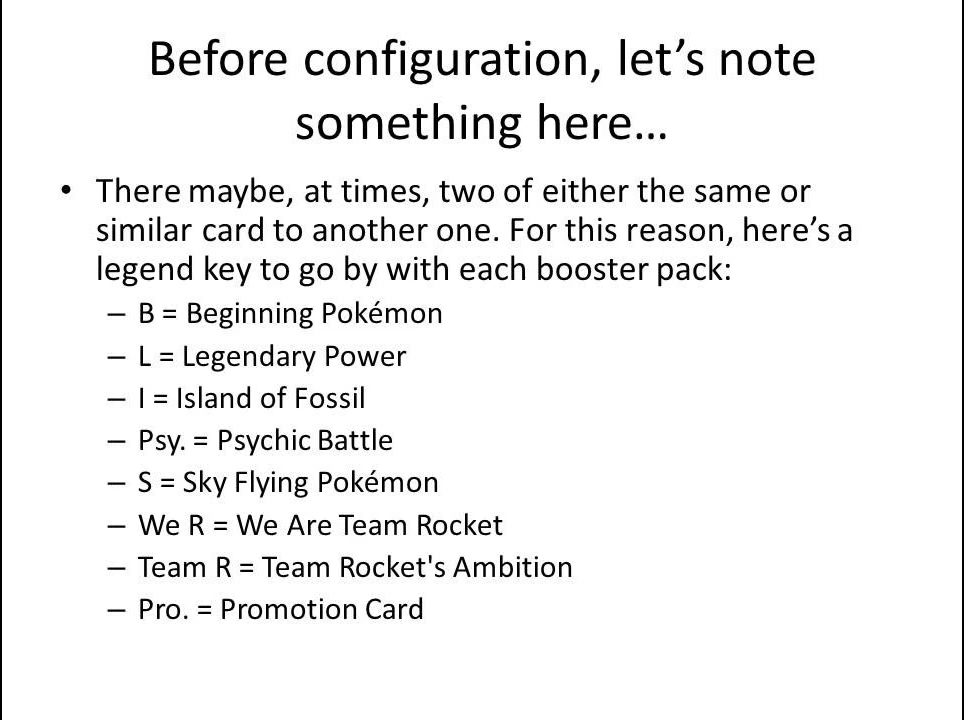 Before configuration, let’s note
something here…
• There maybe, at times, two of either the same or
similar card to another one. For this reason, here’s a
legend key to go by with each booster pack:
– B = Beginning Pokémon
– L = Legendary Power
– I = Island of Fossil
– Psy. = Psychic Battle
– S = Sky Flying Pokémon
– We R = We Are Team Rocket
– Team R = Team Rocket's Ambition
– Pro. = Promotion Card